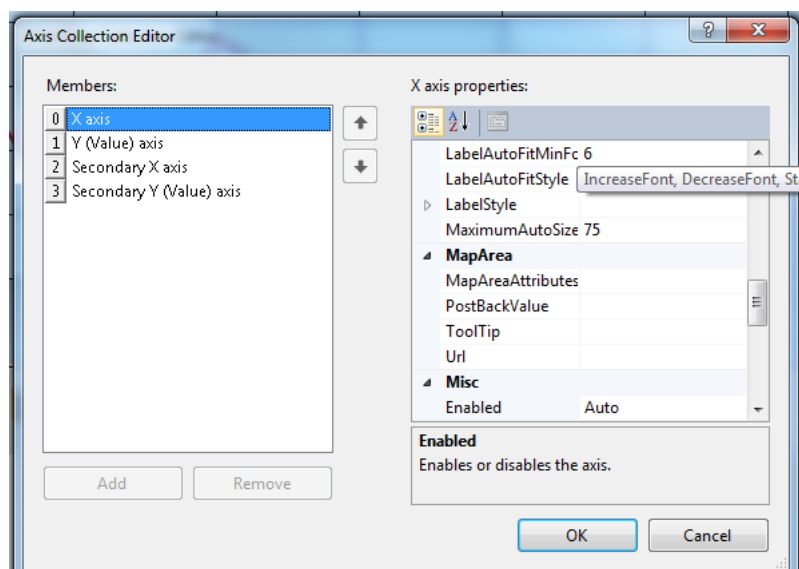 Axis Collection Editor
Members:
0 X axis
1 Y (Value) axis
2 Secondary X axis
3 Secondary Y (Value) axis
Add Remove
X axis properties:
LabelAutoFitMinFc 6
LabelAutoFitStyle IncreaseFont, DecreaseFont, St
LabelStyle
MaximumAutoSize 75
MapArea
MapAreaAttributes
PostBackValue
ToolTip
Url
Misc
Enabled Auto
Enabled
Enables or disables the axis.
OK Cancel